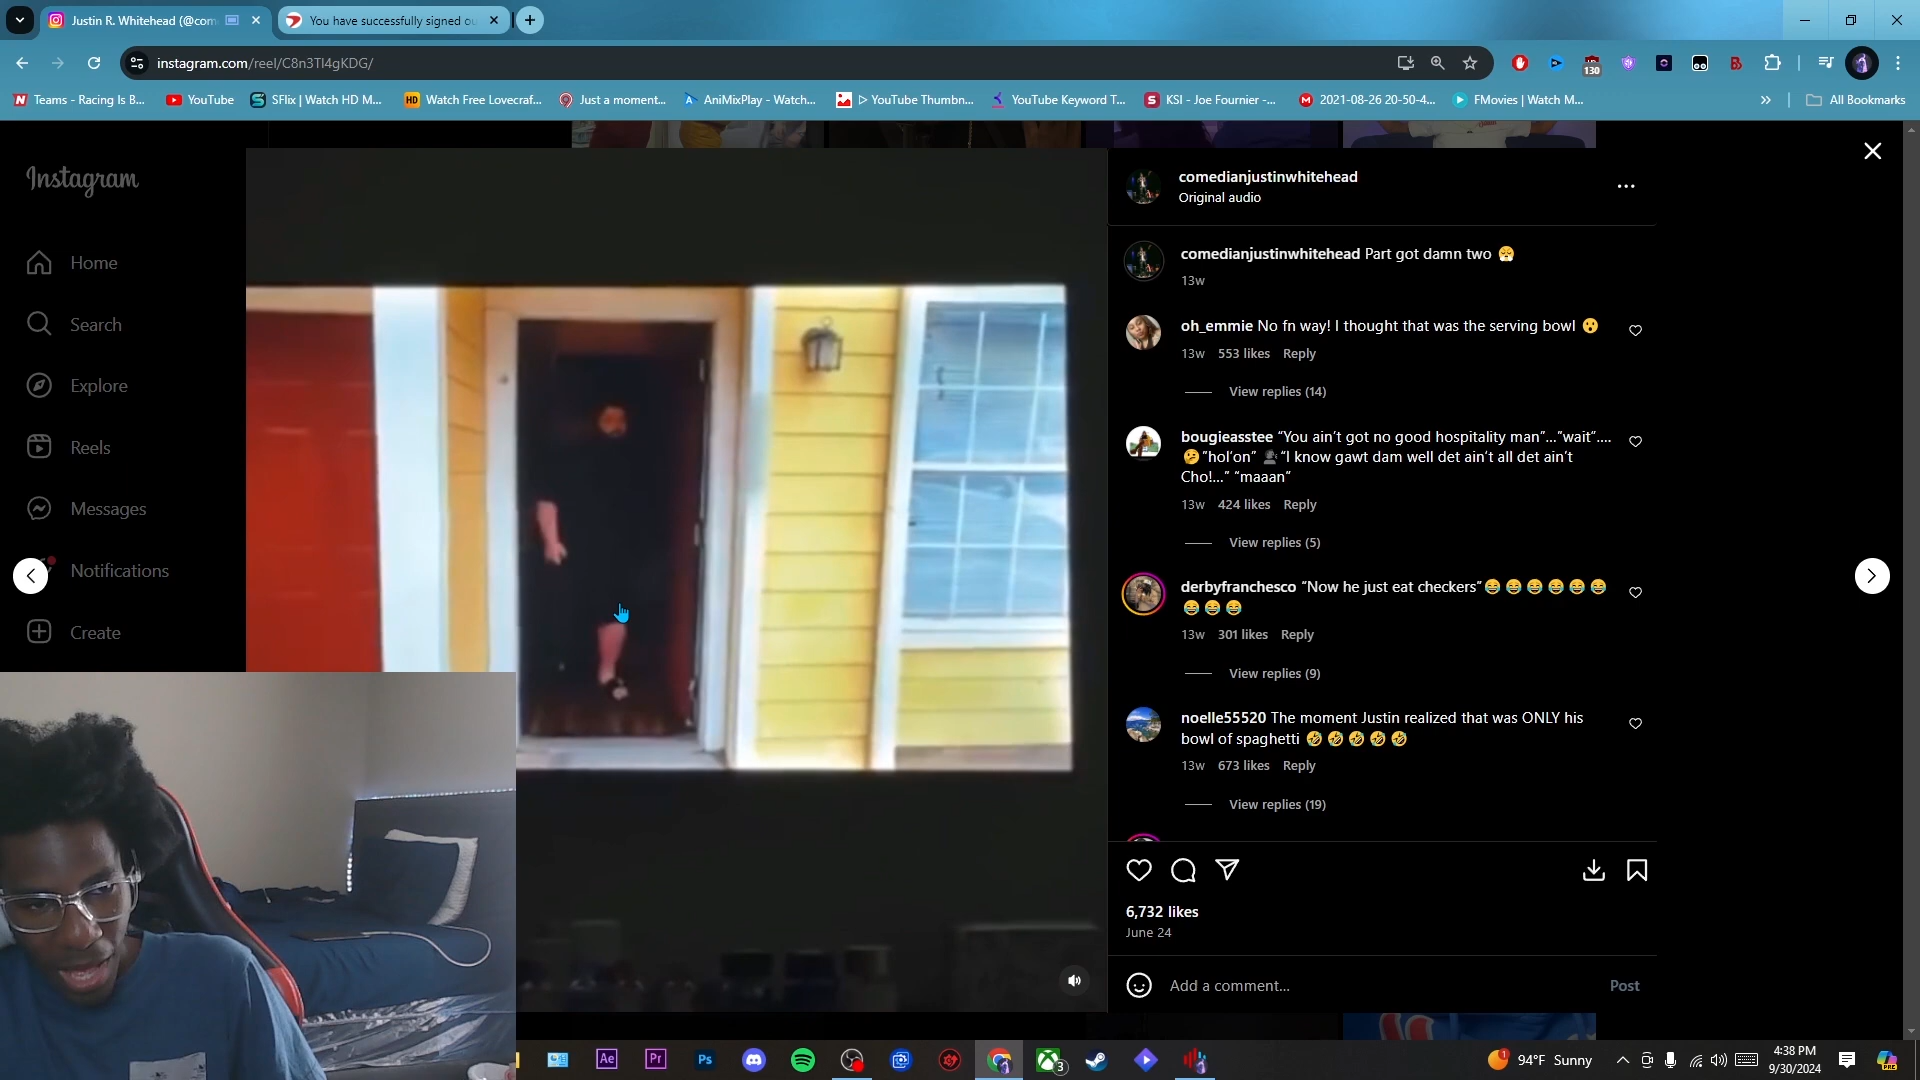 Justin R. Whitehead (@com
You have successfully signed ou
instagram.com/reel/C8n3Tl4gKDG/
130
Teams - Racing Is B...
YouTube
SFlix | Watch HD M...
Watch Free Lovecraf...
Just a moment...
AniMixPlay - Watch...
▷ YouTube Thumbn...
YouTube Keyword T...
KSI - Joe Fournier -...
2021-08-26 20-50-4...
FMovies | Watch M...
»
All Bookmarks
Instagram
Home
Search
Explore
Reels
Messages
Notifications
Create
comedianjustinwhitehead
Original audio
comedianjustinwhitehead Part got damn two 😤
13w
oh_emmie No fn way! I thought that was the serving bowl 😮
13w 553 likes Reply
View replies (14)
bougieasstee “You ain’t got no good hospitality man”...”wait”....
🤔”hol’on” 🗣“I know gawt dam well det ain’t all det ain’t
Cho!...” “maaan”
13w 424 likes Reply
View replies (5)
derbyfranchesco “Now he just eat checkers”😂😂😂😂😂😂
😂😂😂
13w 301 likes Reply
View replies (9)
noelle55520 The moment Justin realized that was ONLY his
bowl of spaghetti 🤣🤣🤣🤣🤣
13w 673 likes Reply
View replies (19)
6,732 likes
June 24
Add a comment...
Post
Ae
Pr
Ps
3
1
94°F Sunny
4:38 PM
9/30/2024